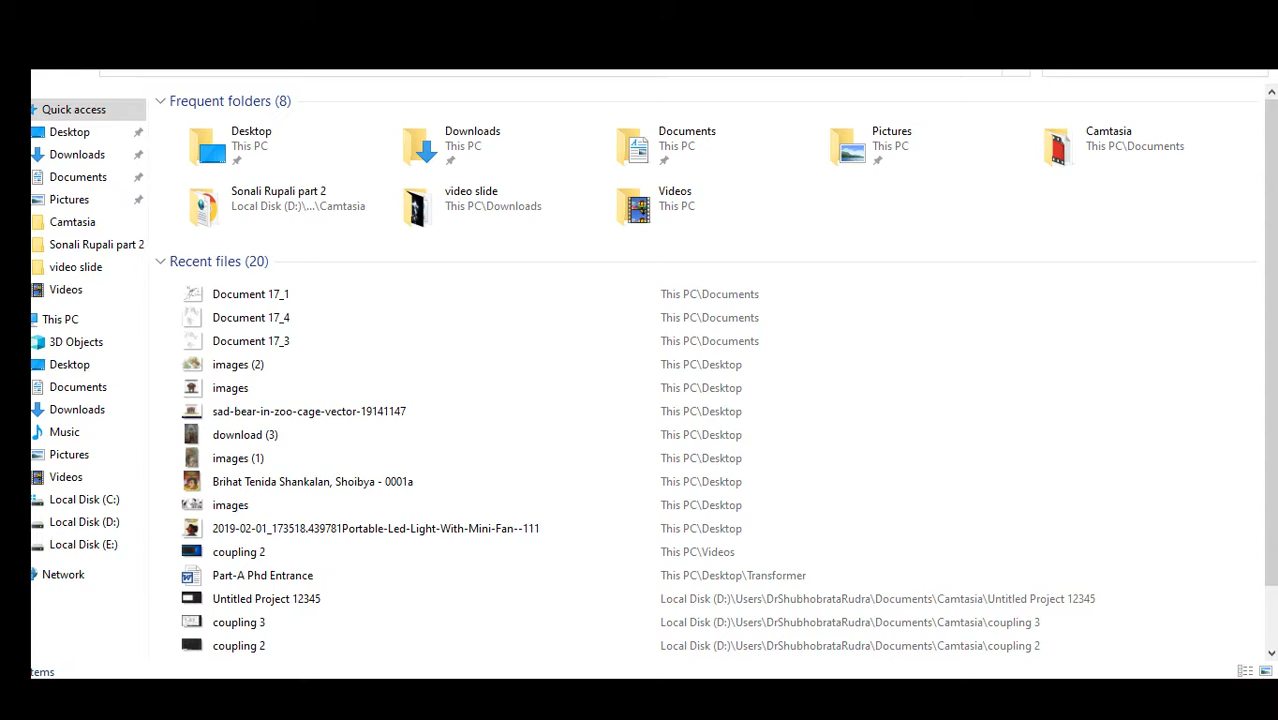 Quick access
Desktop
Downloads
Documents
Pictures
Camtasia
Sonali Rupali part 2
video slide
Videos
This PC
3D Objects
Desktop
Documents
Downloads
Music
Pictures
Videos
Local Disk (C:)
Local Disk (D:)
Local Disk (E:)
Network
tems
Frequent folders (8)
Desktop
This PC
Downloads
This PC
Documents
This PC
Pictures
This PC
Camtasia
This PC\Documents
Sonali Rupali part 2
Local Disk (D:)\...\Camtasia
video slide
This PC\Downloads
Videos
This PC
Recent files (20)
Document 17_1 This PC\Documents
Document 17_4 This PC\Documents
Document 17_3 This PC\Documents
images (2) This PC\Desktop
images This PC\Desktop
sad-bear-in-zoo-cage-vector-19141147 This PC\Desktop
download (3) This PC\Desktop
images (1) This PC\Desktop
Brihat Tenida Shankalan, Shoibya - 0001a This PC\Desktop
images This PC\Desktop
2019-02-01_173518.439781Portable-Led-Light-With-Mini-Fan--111 This PC\Desktop
coupling 2 This PC\Videos
Part-A Phd Entrance This PC\Desktop\Transformer
Untitled Project 12345 Local Disk (D:)\Users\DrShubhobrataRudra\Documents\Camtasia\Untitled Project 12345
coupling 3 Local Disk (D:)\Users\DrShubhobrataRudra\Documents\Camtasia\coupling 3
coupling 2 Local Disk (D:)\Users\DrShubhobrataRudra\Documents\Camtasia\coupling 2